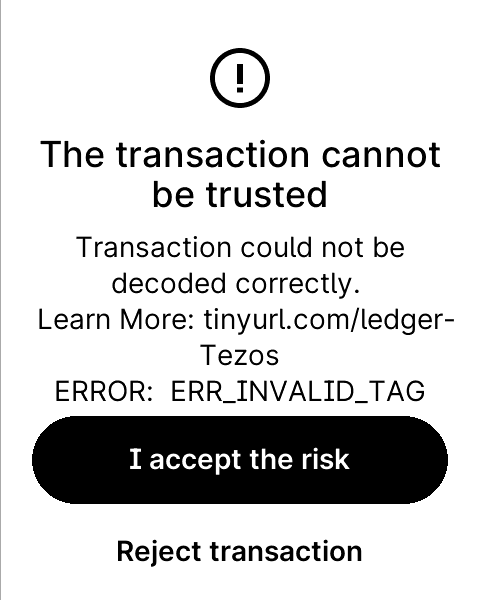 The transaction cannot
be trusted
Transaction could not be
decoded correctly.
Learn More: tinyurl.com/ledger-
Tezos
ERROR:  ERR_INVALID_TAG
I accept the risk
Reject transaction